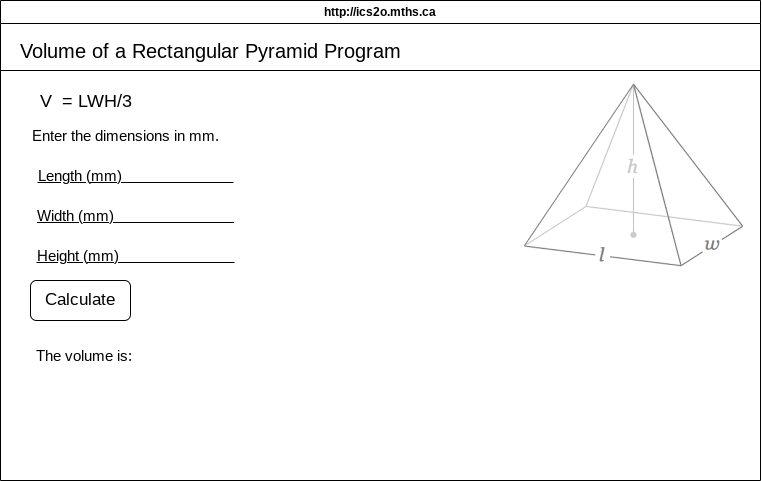 http://ics2o.mths.ca
Volume of a Rectangular Pyramid Program
V  = LWH/3
Enter the dimensions in mm.
Length (mm)
Width (mm)
Height (mm)
Calculate
The volume is:
h
w
l